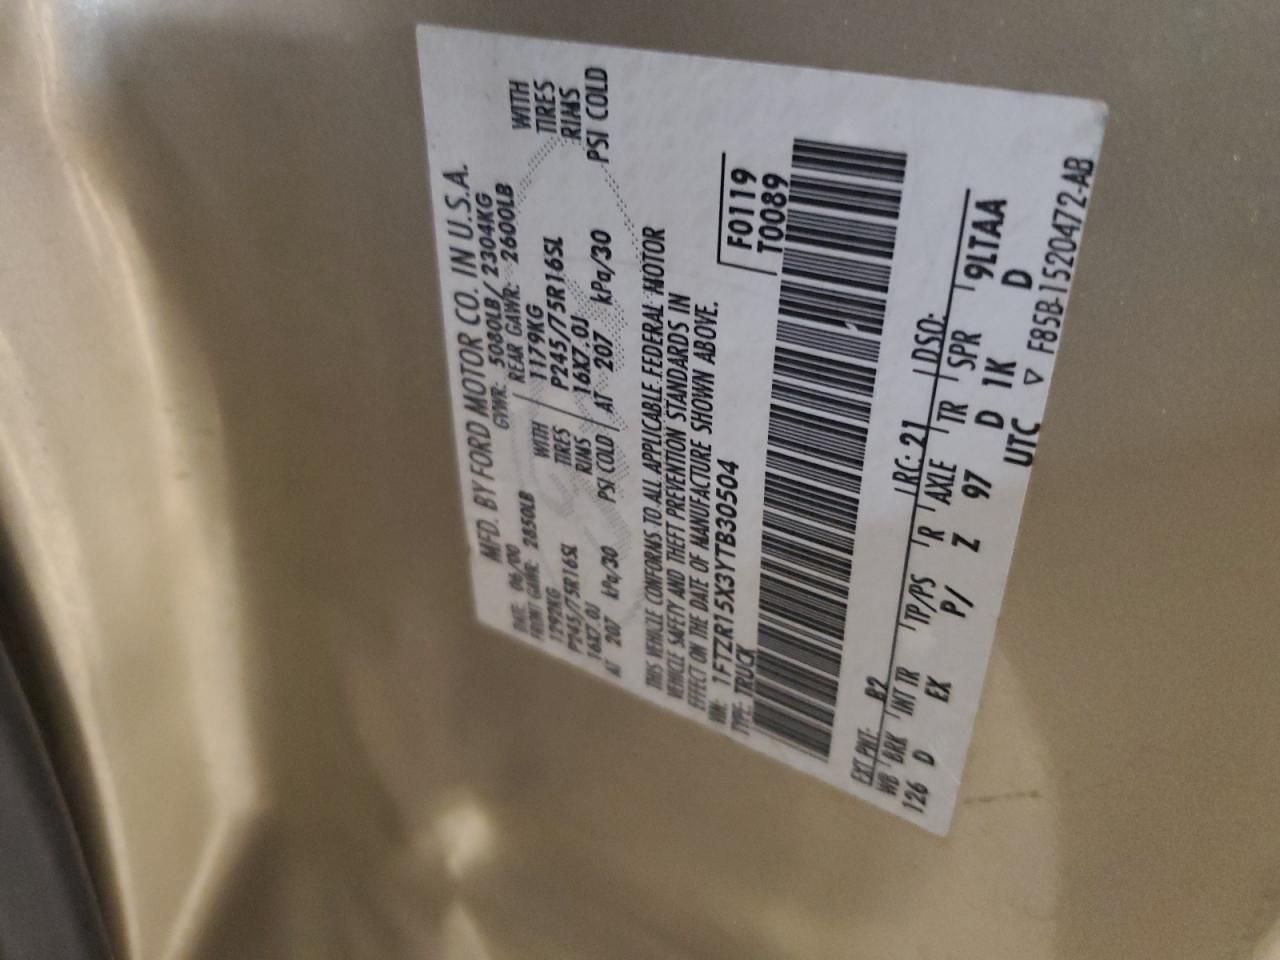 MFD. BY FORD MOTOR CO. IN U.S.A.
DATE: 06/00 GVWR: 5080LB/ 2304KG
FRONT GAWR: 2850LB REAR GAWR: 2600LB
1292KG WITH 1179KG WITH
P245/75R16SL TIRES P245/75R16SL TIRES
16X7.0J RIMS 16X7.0J RIMS
AT 207 kPa/30 PSI COLD AT 207 kPa/30 PSI COLD
THIS VEHICLE CONFORMS TO ALL APPLICABLE FEDERAL MOTOR
VEHICLE SAFETY AND THEFT PREVENTION STANDARDS IN
EFFECT ON THE DATE OF MANUFACTURE SHOWN ABOVE.
VIN: 1FTZR15X3YTB30504 F0119
TYPE: TRUCK T0089
EXT PNT: B2 RC: 21 DSO:
WB BRK INT TR TP/PS R AXLE TR SPR 9LTAA
126 D EX P/ Z 97 D 1K D
UTC ▽ F85B-1520472-AB